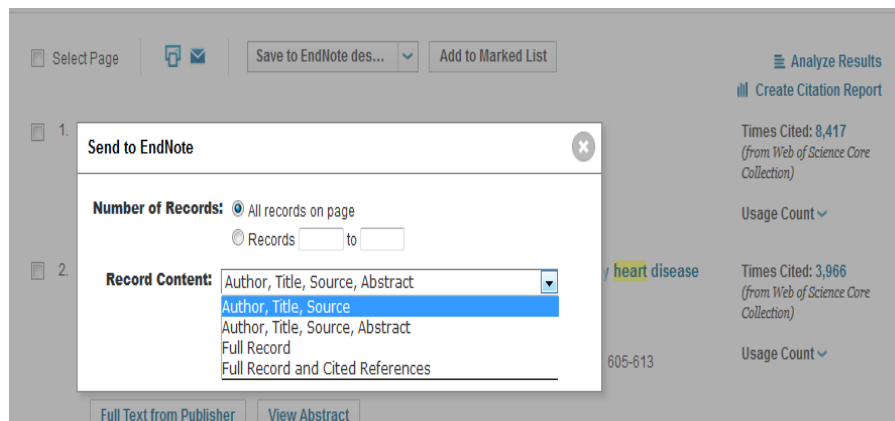 Select Page
Save to EndNote des...
Add to Marked List
Analyze Results
Create Citation Report
1.
Times Cited: 8,417
(from Web of Science Core
Collection)
Usage Count
Send to EndNote
Number of Records: All records on page
Records to
Record Content: Author, Title, Source, Abstract
Author, Title, Source
Author, Title, Source, Abstract
Full Record
Full Record and Cited References
2.
y heart disease
605-613
Times Cited: 3,966
(from Web of Science Core
Collection)
Usage Count
Full Text from Publisher
View Abstract